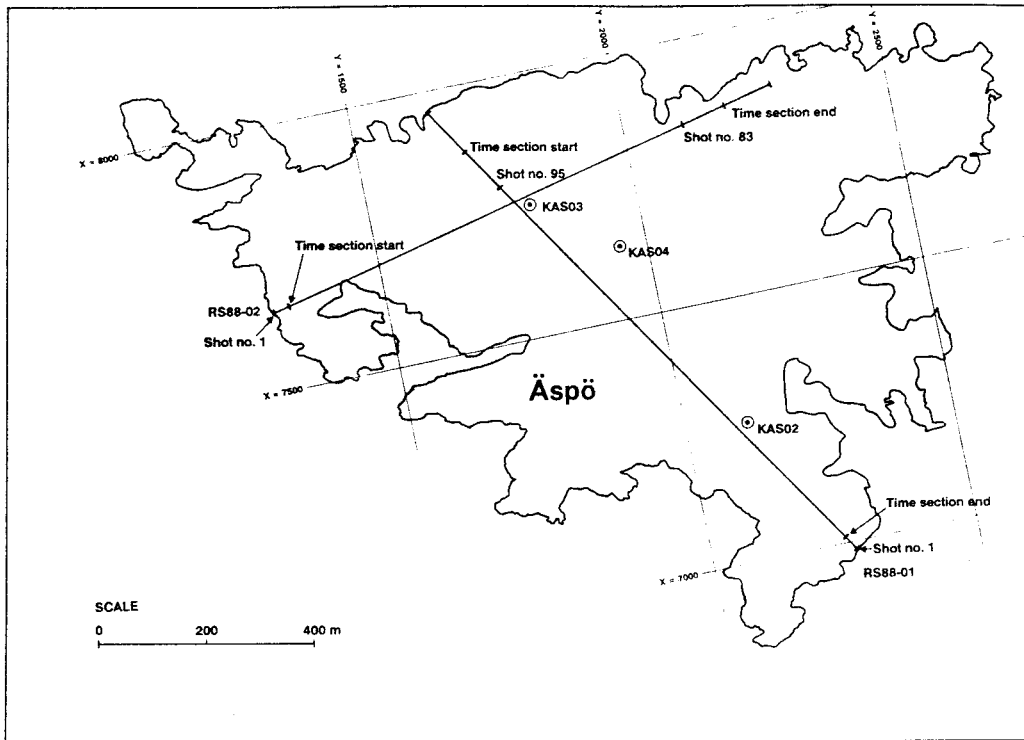 Y = 1500
Y = 2000
Y = 2500
X = 8000
Time section end
Shot no. 83
Time section start
Shot no. 95
KAS03
KAS04
Time section start
RS88-02
Shot no. 1
X = 7500
Äspö
KAS02
Time section end
Shot no. 1
RS88-01
X = 7000
SCALE
0 200 400 m